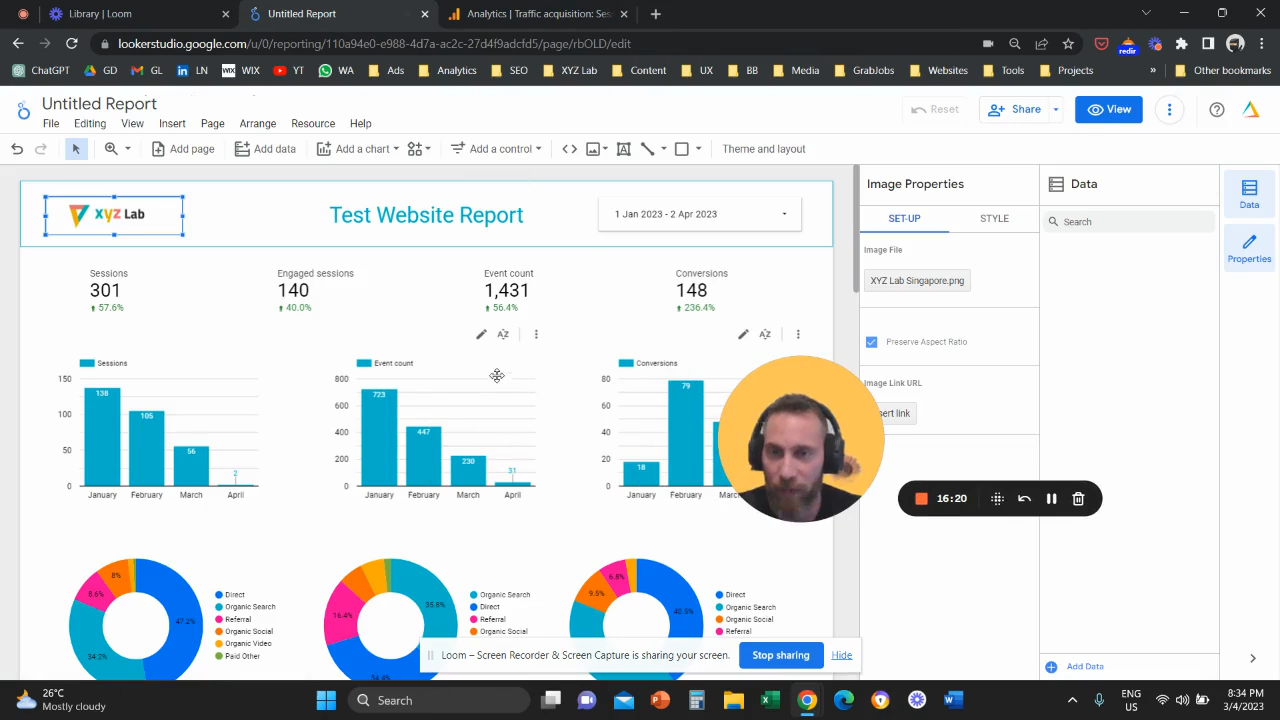 Library | Loom
Untitled Report
Analytics | Traffic acquisition: Ses
lookerstudio.google.com/u/0/reporting/110a94e0-e988-4d7a-ac2c-27d4f9adcfd5/page/rbOLD/edit
redir
ChatGPT GD GL LN WIX YT WA Ads Analytics SEO XYZ Lab Content UX BB Media GrabJobs Websites Tools Projects » Other bookmarks
Untitled Report
File Editing View Insert Page Arrange Resource Help
Reset Share View
Add page Add data Add a chart Add a control Theme and layout
xyz Lab
Test Website Report
1 Jan 2023 - 2 Apr 2023
Sessions
301
57.6%
Engaged sessions
140
40.0%
Event count
1,431
56.4%
Conversions
148
236.4%
Sessions
150
100
50
0
138 105 56 2
January February March April
Event count
800
600
400
200
0
723 447 230 31
January February March April
Conversions
80
60
40
20
0
18 79
January February
8% 8.6% 34.2% 47.2%
Direct
Organic Search
Referral
Organic Social
Organic Video
Paid Other
16.4% 35.8%
Organic Search
Direct
Referral
Organic Social
6.8% 9.5%
Direct
Organic Search
Organic Social
Referral
Image Properties
SET-UP STYLE
Image File
XYZ Lab Singapore.png
Preserve Aspect Ratio
Image Link URL
sert link
Data
Search
Add Data
Data
Properties
16:20
Loom – Screen Recorder & Screen Capture is sharing your screen.
Stop sharing
Hide
26°C
Mostly cloudy
Search
ENG
US
8:34 PM
3/4/2023